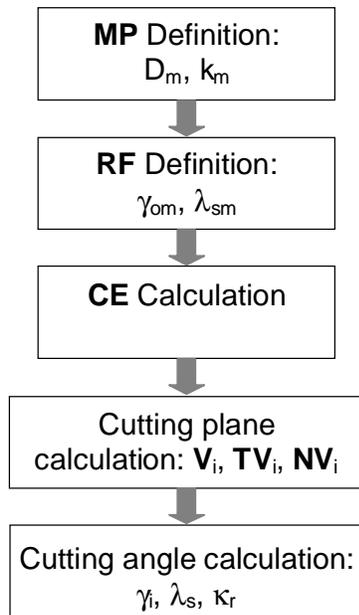 MP Definition:
Dₘ, kₘ
RF Definition:
γₒₘ, λₛₘ
CE Calculation
Cutting plane
calculation: Vᵢ, TVᵢ, NVᵢ
Cutting angle calculation:
γᵢ, λₛ, κᵣ